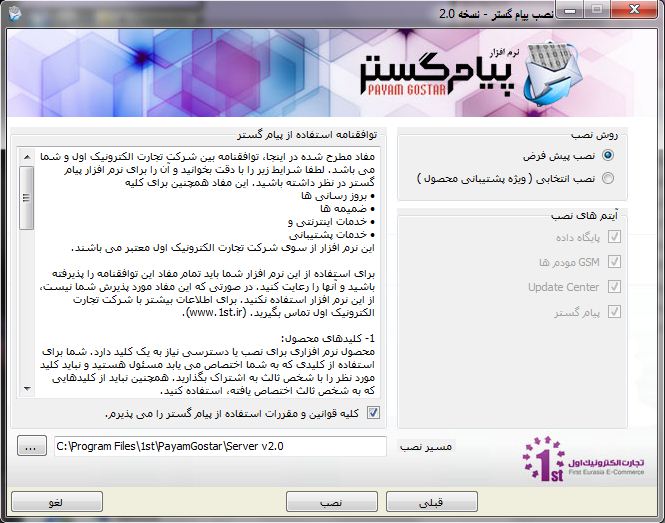 نصب پیام گستر - نسخه 2.0
نرم افزار
پیام گستر
PAYAM GOSTAR
روش نصب
نصب پیش فرض
نصب انتخابی ( ویژه پشتیبانی محصول )
آیتم های نصب
پایگاه داده
مودم ها GSM
Update Center
پیام گستر
توافقنامه استفاده از پیام گستر
مفاد مطرح شده در اینجا، توافقنامه بین شرکت تجارت الکترونیک اول و شما
می باشد. لطفا شرایط زیر را با دقت بخوانید و آن را برای نرم افزار پیام
گستر در نظر داشته باشید. این مفاد همچنین برای کلیه
• بروز رسانی ها
• ضمیمه ها
• خدمات اینترنتی و
• خدمات پشتیبانی
این نرم افزار از سوی شرکت تجارت الکترونیک اول معتبر می باشند.
برای استفاده از این نرم افزار شما باید تمام مفاد این توافقنامه را پذیرفته
باشید و آنها را رعایت کنید. در صورتی که این مفاد مورد پذیرش شما نیست،
از این نرم افزار استفاده نکنید. برای اطلاعات بیشتر با شرکت تجارت
الکترونیک اول تماس بگیرید. (www.1st.ir).
1- کلیدهای محصول:
محصول نرم افزاری برای نصب یا دسترسی نیاز به یک کلید دارد. شما برای
استفاده از کلیدی که به شما اختصاص می یابد مسئول هستید و نباید کلید
مورد نظر را با شخص ثالث به اشتراک بگذارید. همچنین نباید از کلیدهایی
که به شخص ثالث اختصاص یافته، استفاده کنید.
کلیه قوانین و مقررات استفاده از پیام گستر را می پذیرم.
مسیر نصب
C:\Program Files\1st\PayamGostar\Server v2.0
...
1st
تجارت الکترونیک اول
First Eurasia E-Commerce
قبلی
نصب
لغو